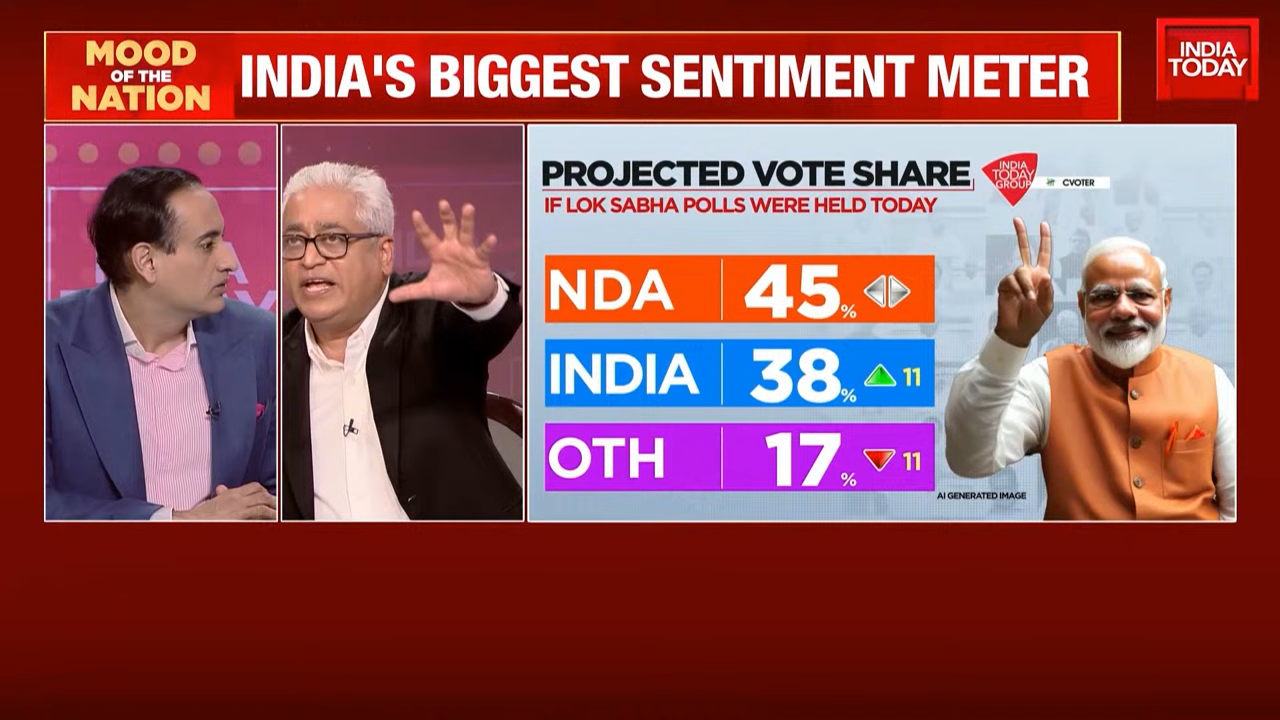 MOOD
OF THE
NATION
INDIA'S BIGGEST SENTIMENT METER
INDIA
TODAY
PROJECTED VOTE SHARE
IF LOK SABHA POLLS WERE HELD TODAY
INDIA
TODAY
GROUP
CVOTER
NDA 45%
INDIA 38% 11
OTH 17% 11
AI GENERATED IMAGE